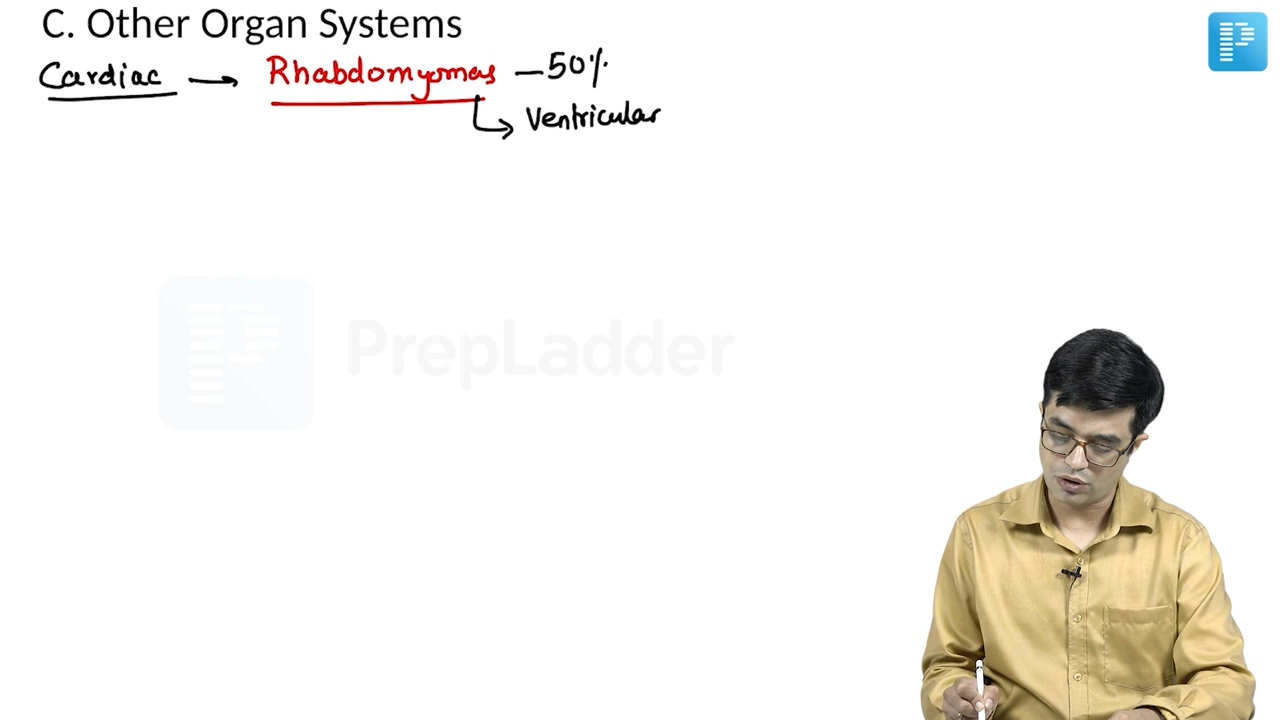 C. Other Organ Systems
Cardiac → Rhabdomyomas – 50%
↳ Ventricular
PrepLadder